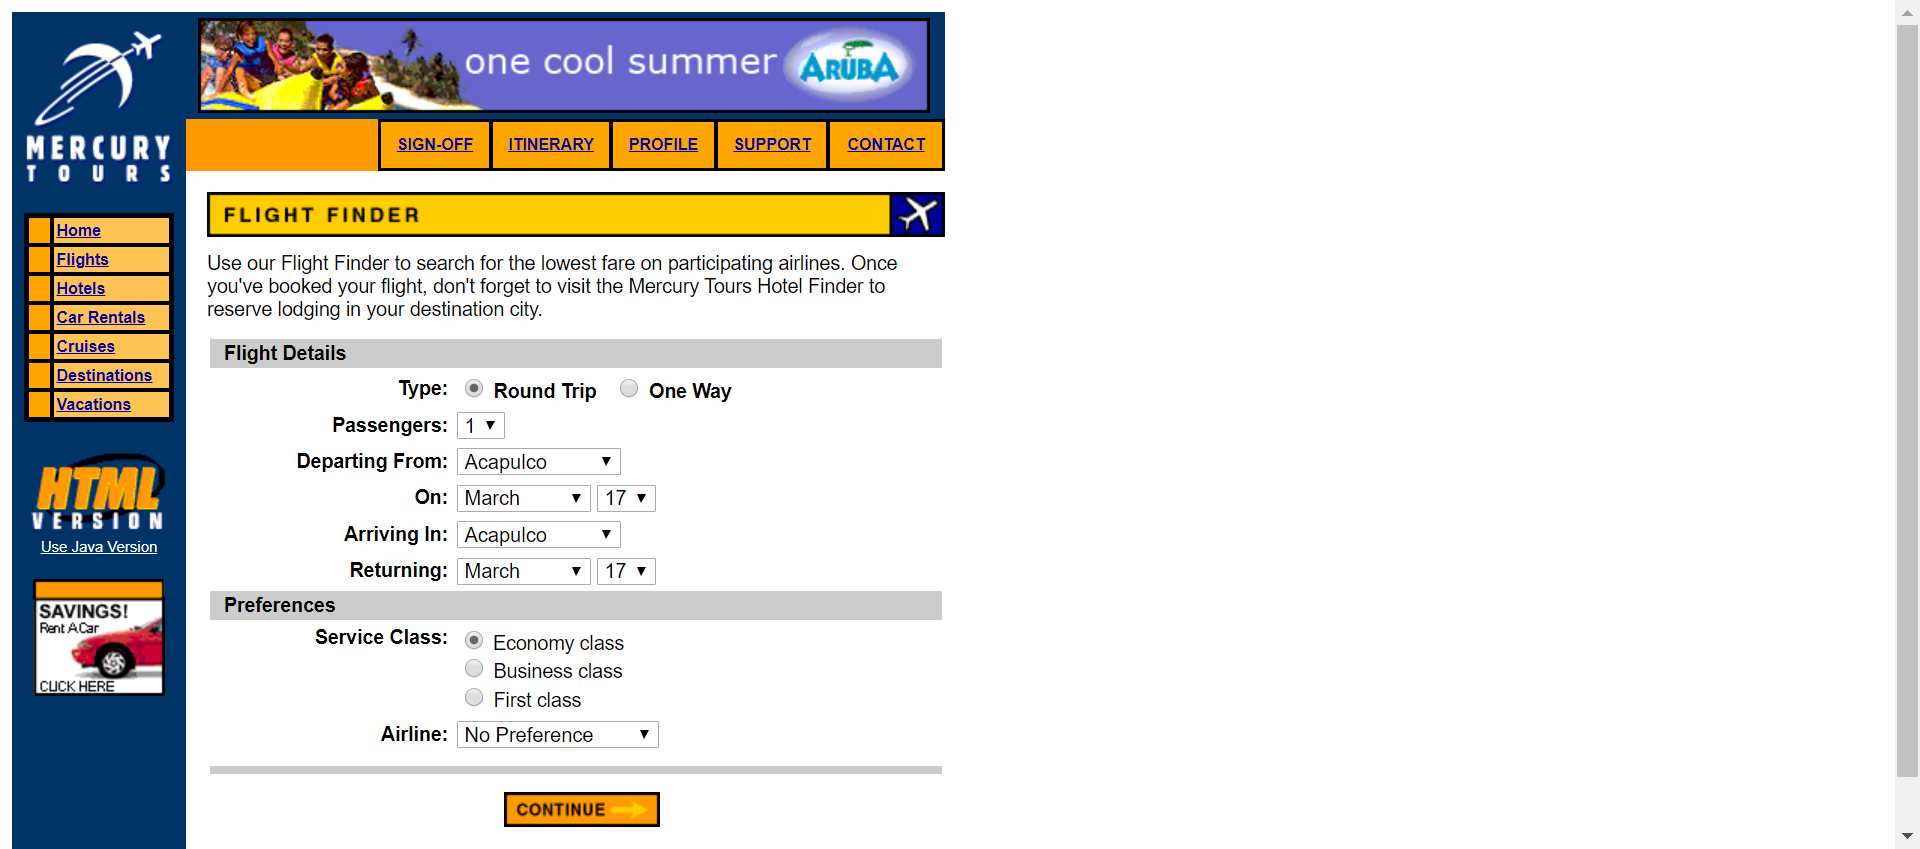 one cool summer ARUBA
MERCURY
TOURS
SIGN-OFF ITINERARY PROFILE SUPPORT CONTACT
Home
Flights
Hotels
Car Rentals
Cruises
Destinations
Vacations
HTML
VERSION
Use Java Version
SAVINGS!
Rent A Car
CLICK HERE
FLIGHT FINDER
Use our Flight Finder to search for the lowest fare on participating airlines. Once
you've booked your flight, don't forget to visit the Mercury Tours Hotel Finder to
reserve lodging in your destination city.
Flight Details
Type: Round Trip One Way
Passengers: 1
Departing From: Acapulco
On: March 17
Arriving In: Acapulco
Returning: March 17
Preferences
Service Class: Economy class
Business class
First class
Airline: No Preference
CONTINUE